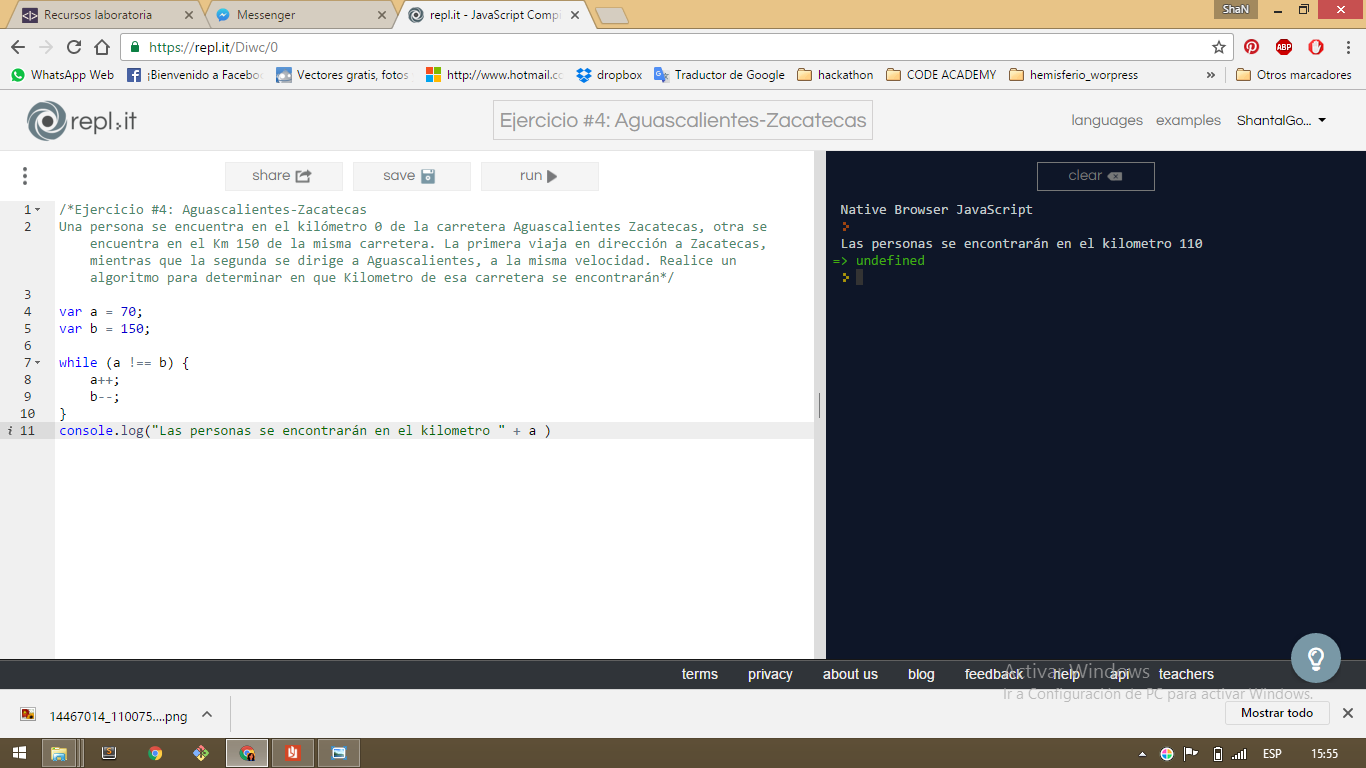 Recursos laboratoria
Messenger
repl.it - JavaScript Compi
ShaN
https://repl.it/Diwc/0
ABP
WhatsApp Web
¡Bienvenido a Facebo
Vectores gratis, fotos
http://www.hotmail.cc
dropbox
Traductor de Google
hackathon
CODE ACADEMY
hemisferio_worpress
»
Otros marcadores
repl.it
Ejercicio #4: Aguascalientes-Zacatecas
languages
examples
ShantalGo...
share
save
run
clear
1 /*Ejercicio #4: Aguascalientes-Zacatecas
2 Una persona se encuentra en el kilómetro 0 de la carretera Aguascalientes Zacatecas, otra se
encuentra en el Km 150 de la misma carretera. La primera viaja en dirección a Zacatecas,
mientras que la segunda se dirige a Aguascalientes, a la misma velocidad. Realice un
algoritmo para determinar en que Kilometro de esa carretera se encontrarán*/
3
4 var a = 70;
5 var b = 150;
6
7 while (a !== b) {
8 a++;
9 b--;
10 }
i 11 console.log("Las personas se encontrarán en el kilometro " + a )
Native Browser JavaScript
Las personas se encontrarán en el kilometro 110
=> undefined
terms
privacy
about us
blog
feedback
help
api
teachers
Activar Windows
Ir a Configuración de PC para activar Windows.
14467014_110075....png
Mostrar todo
ESP
15:55